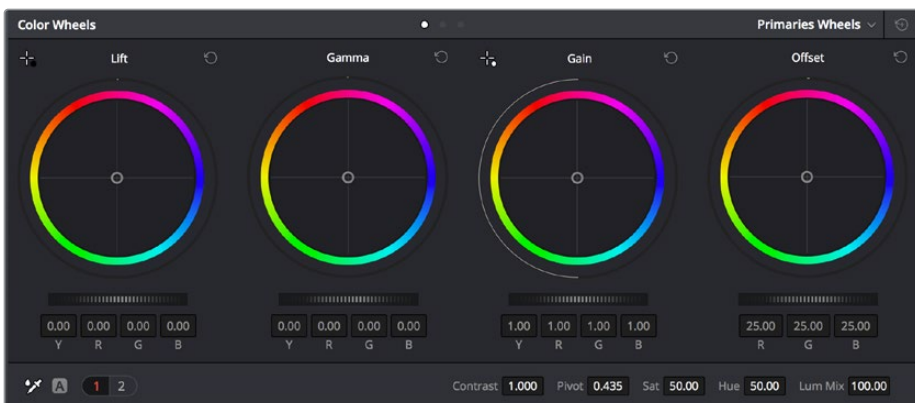 Color Wheels Primaries Wheels
Lift Gamma Gain Offset
0.00 0.00 0.00 0.00 0.00 0.00 0.00 0.00 1.00 1.00 1.00 1.00 25.00 25.00 25.00
Y R G B Y R G B Y R G B R G B
A 1 2 Contrast 1.000 Pivot 0.435 Sat 50.00 Hue 50.00 Lum Mix 100.00